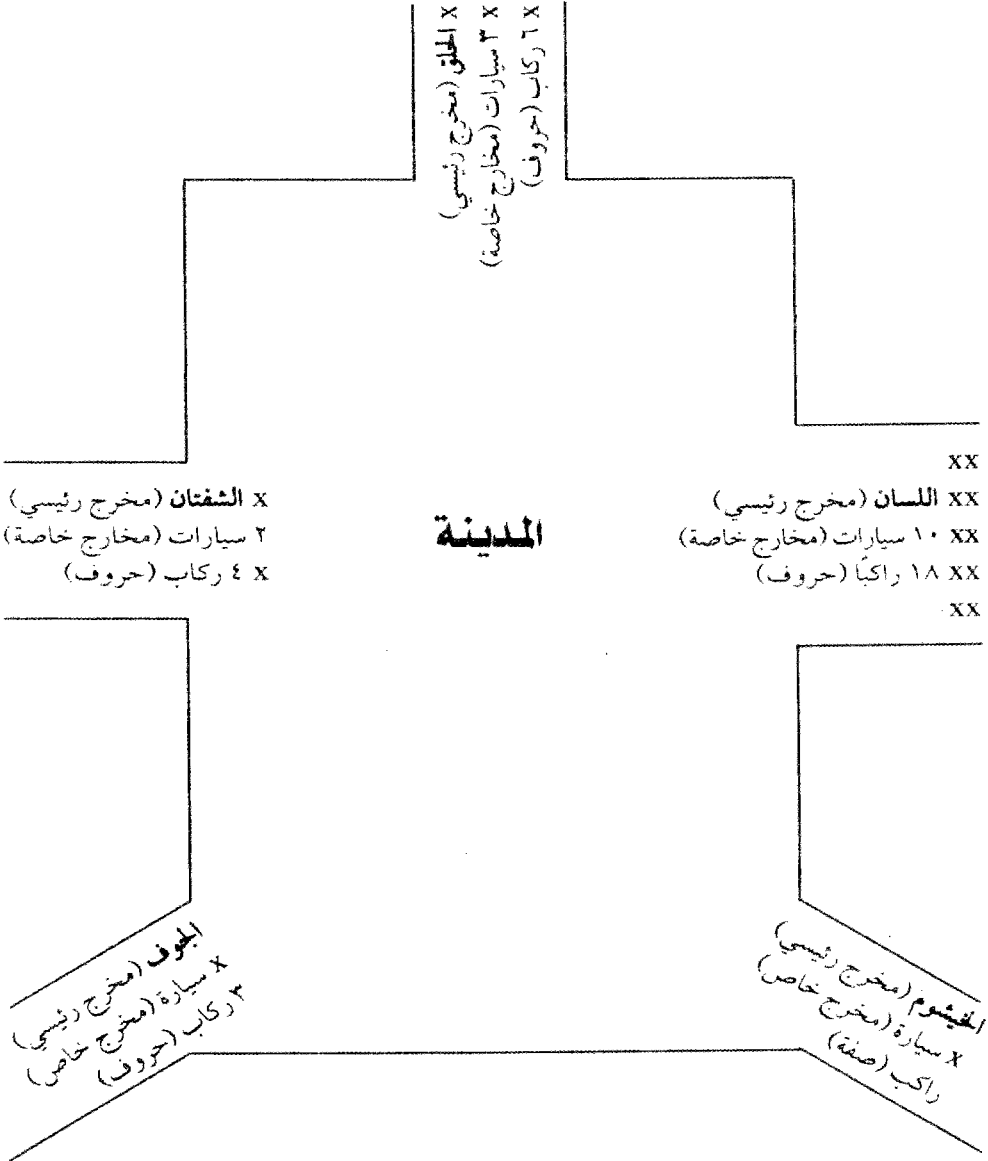 x الحلق (مخرج رئيسي)
x ٣ سيارات (مخارج خاصة)
x ٦ ركاب (حروف)
xx
xx اللسان (مخرج رئيسي)
xx ١٠ سيارات (مخارج خاصة)
xx ١٨ راكبًا (حروف)
xx
المدينة
x الشفتان (مخرج رئيسي)
٢ سيارات (مخارج خاصة)
x ٤ ركاب (حروف)
الخيشوم (مخرج رئيسي)
x سيارة (مخرج خاص)
راكب (صفة)
الجوف (مخرج رئيسي)
x سيارة (مخرج خاص)
٣ ركاب (حروف)